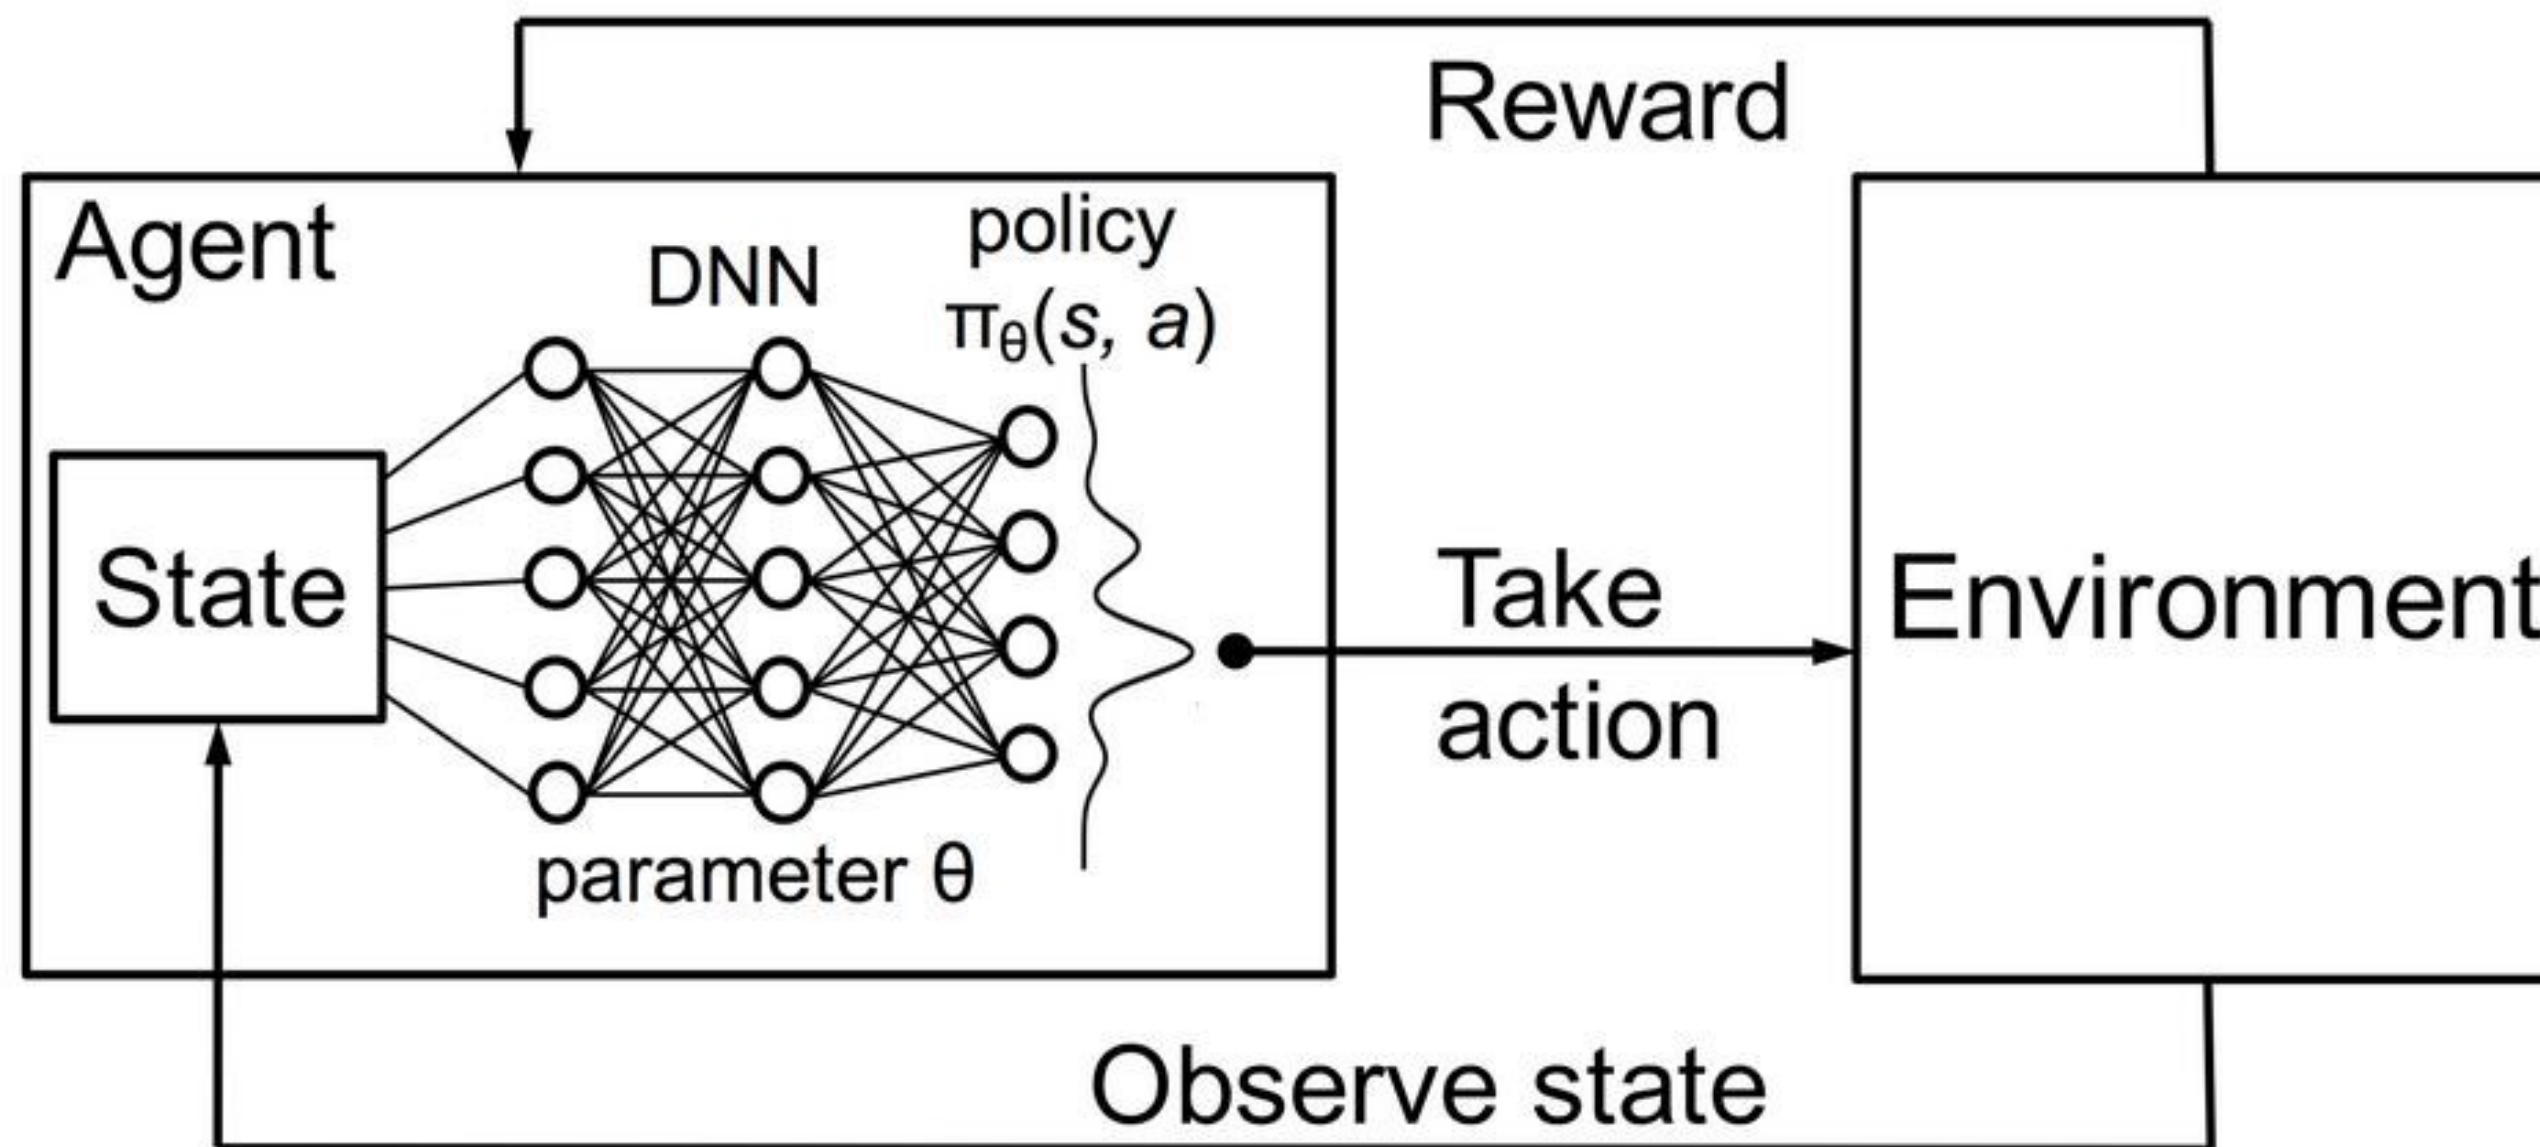 Reward
Agent
policy
DNN
πθ(s, a)
State
Take
action
Environment
parameter θ
Observe state